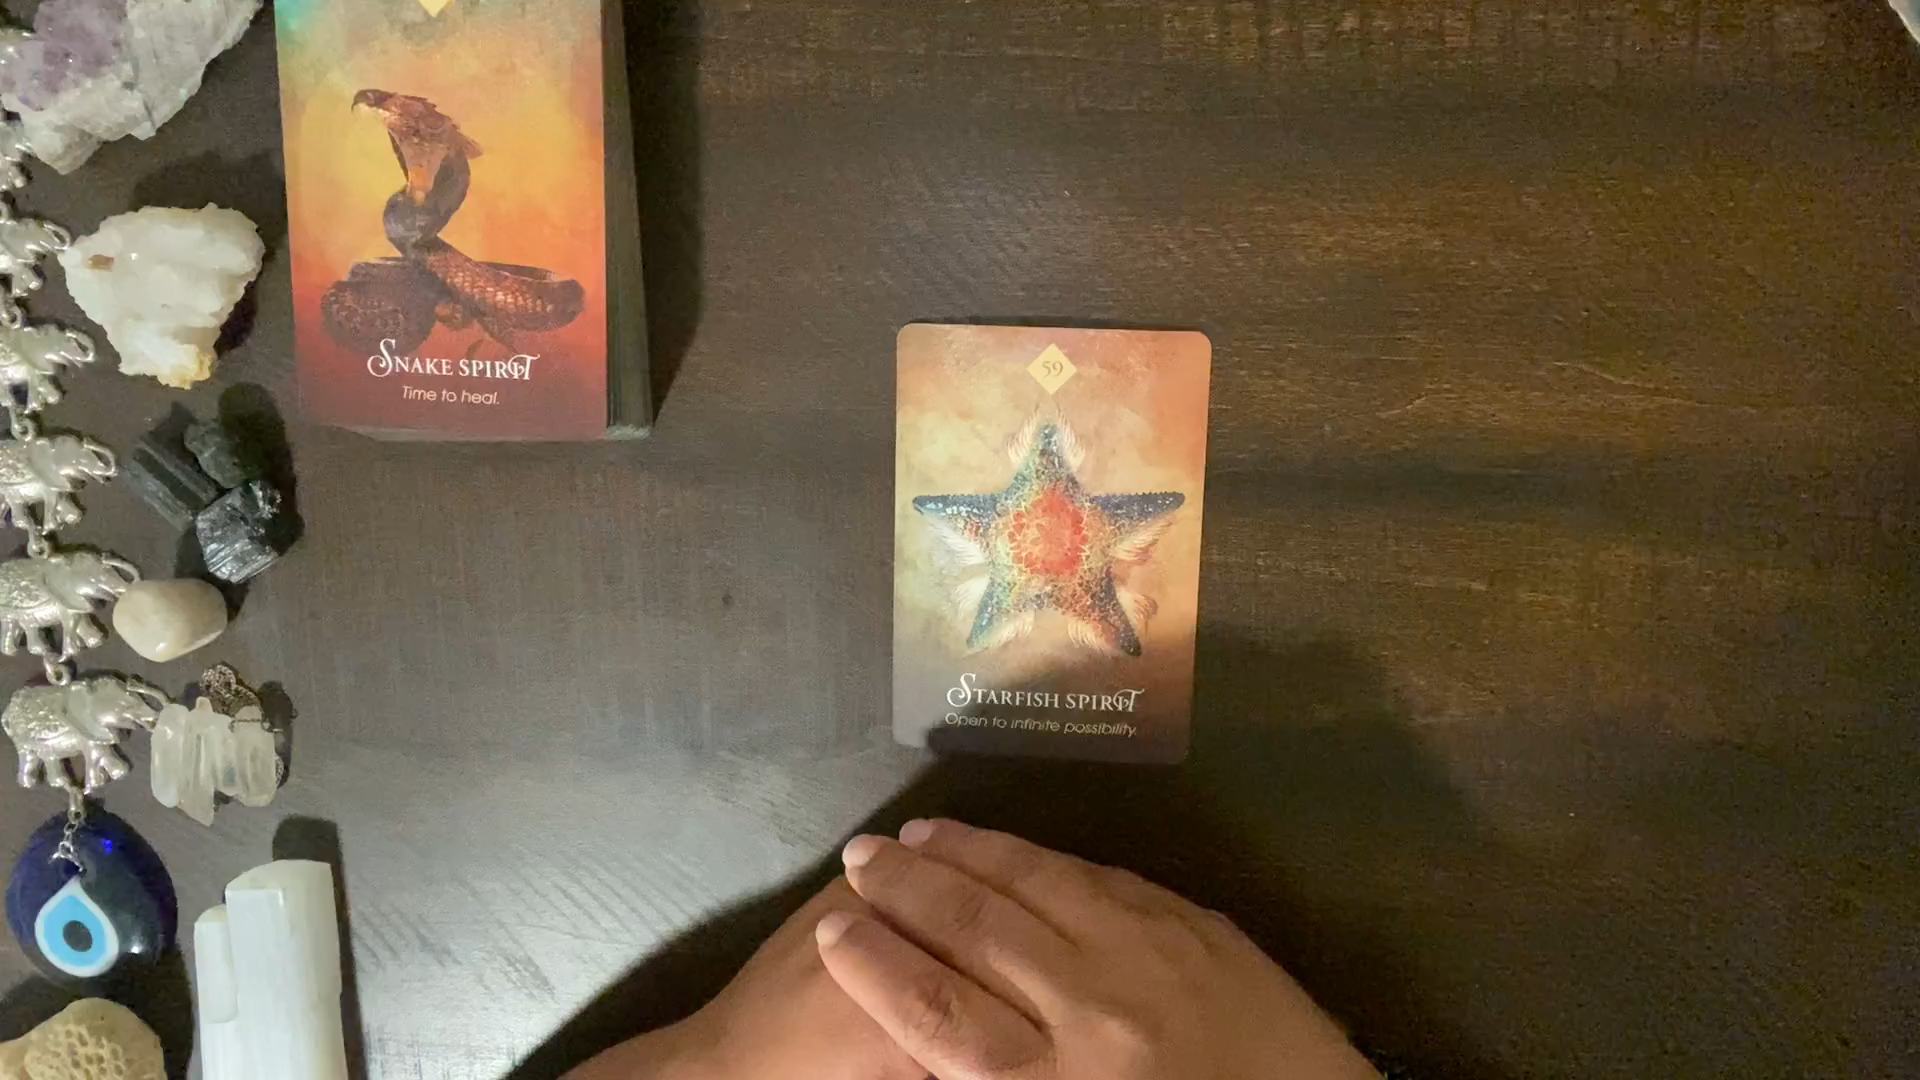 SNAKE SPIRIT
Time to heal.
59
STARFISH SPIRIT
Open to infinite possibility.